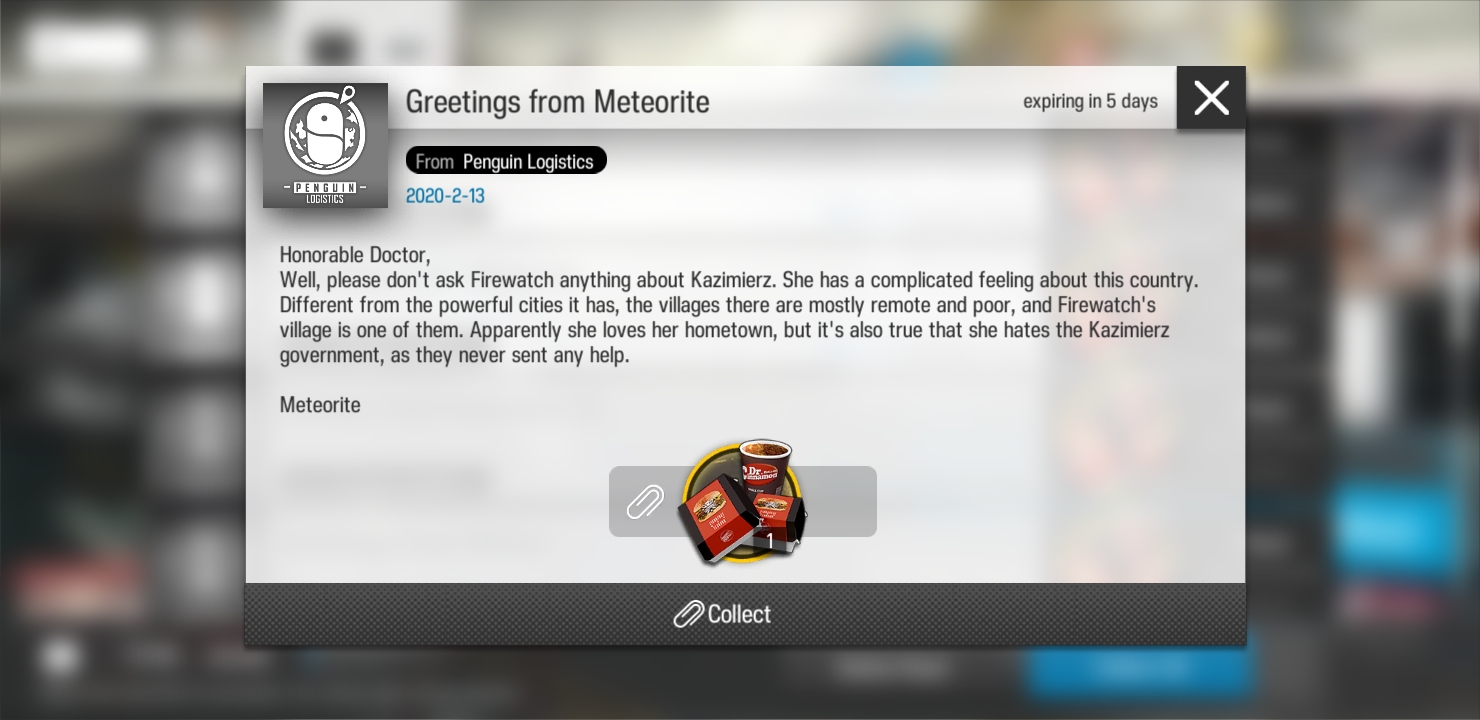 Greetings from Meteorite
expiring in 5 days
PENGUIN
LOGISTICS
From Penguin Logistics
2020-2-13
Honorable Doctor,
Well, please don't ask Firewatch anything about Kazimierz. She has a complicated feeling about this country.
Different from the powerful cities it has, the villages there are mostly remote and poor, and Firewatch's
village is one of them. Apparently she loves her hometown, but it's also true that she hates the Kazimierz
government, as they never sent any help.
Meteorite
Dr.
1
Collect